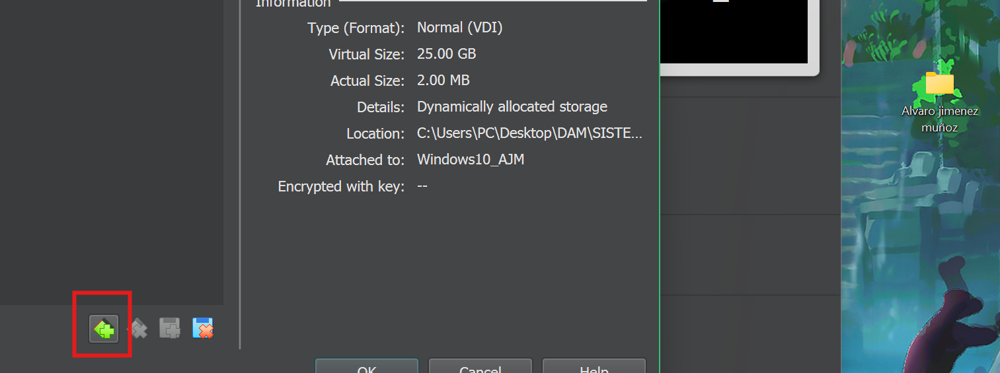 Information
Type (Format): Normal (VDI)
Virtual Size: 25.00 GB
Actual Size: 2.00 MB
Details: Dynamically allocated storage
Location: C:\Users\PC\Desktop\DAM\SISTE...
Attached to: Windows10_AJM
Encrypted with key: --
OK Cancel Help
Alvaro jimenez
muñoz